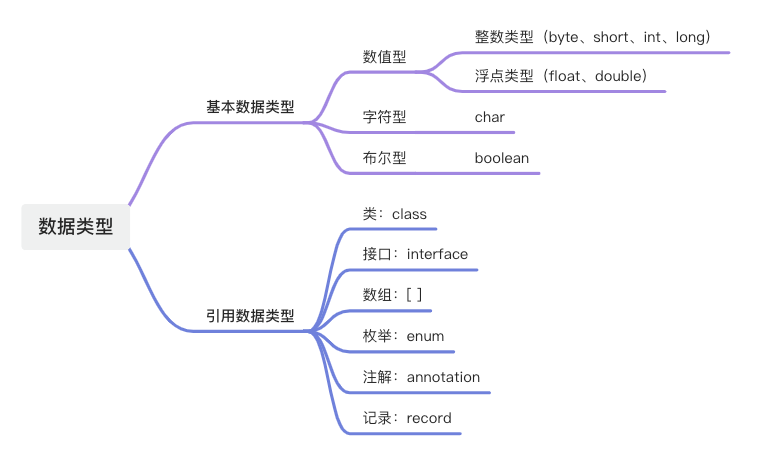 数据类型
基本数据类型
数值型
整数类型（byte、short、int、long）
浮点类型（float、double）
字符型 char
布尔型 boolean
引用数据类型
类：class
接口：interface
数组：[ ]
枚举：enum
注解：annotation
记录：record